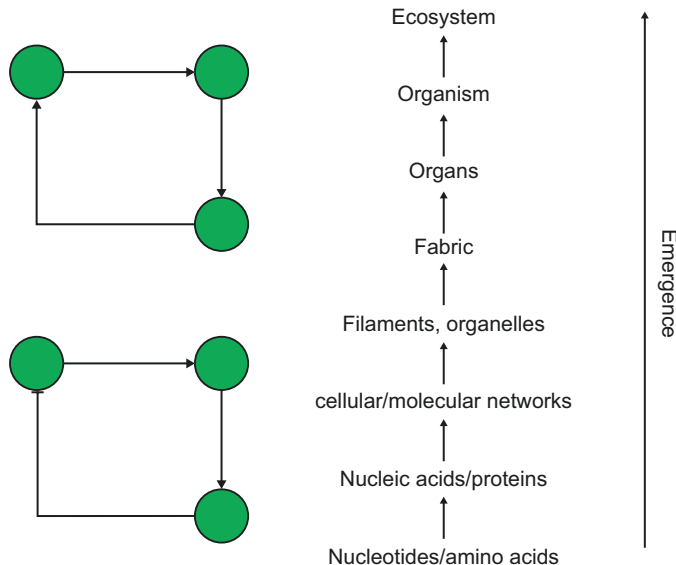 Ecosystem
Organism
Organs
Fabric
Filaments, organelles
cellular/molecular networks
Nucleic acids/proteins
Nucleotides/amino acids
Emergence